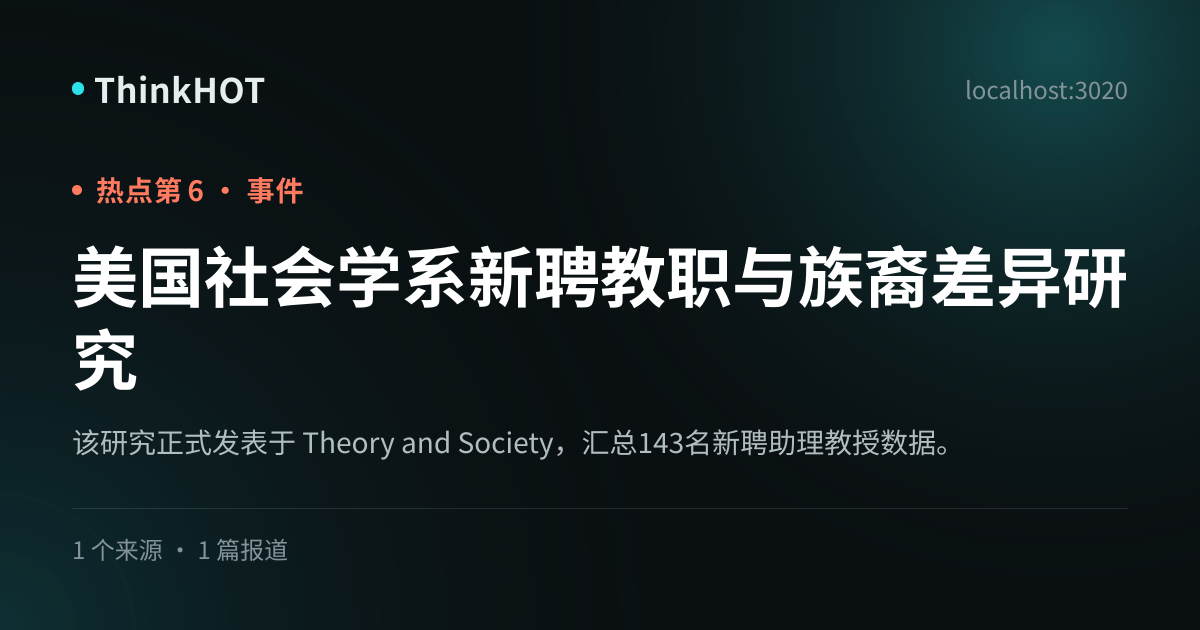 ThinkHOT
localhost:3020
热点第 6 · 事件
美国社会学系新聘教职与族裔差异研
究
该研究正式发表于 Theory and Society，汇总143名新聘助理教授数据。
1 个来源 · 1 篇报道